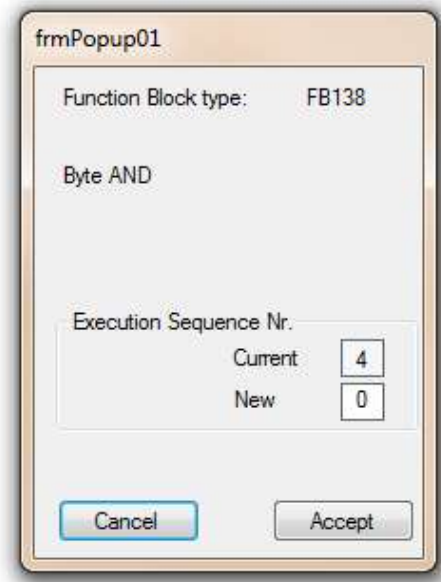 frmPopup01
Function Block type: FB138
Byte AND
Execution Sequence Nr.
Current 4
New 0
Cancel Accept